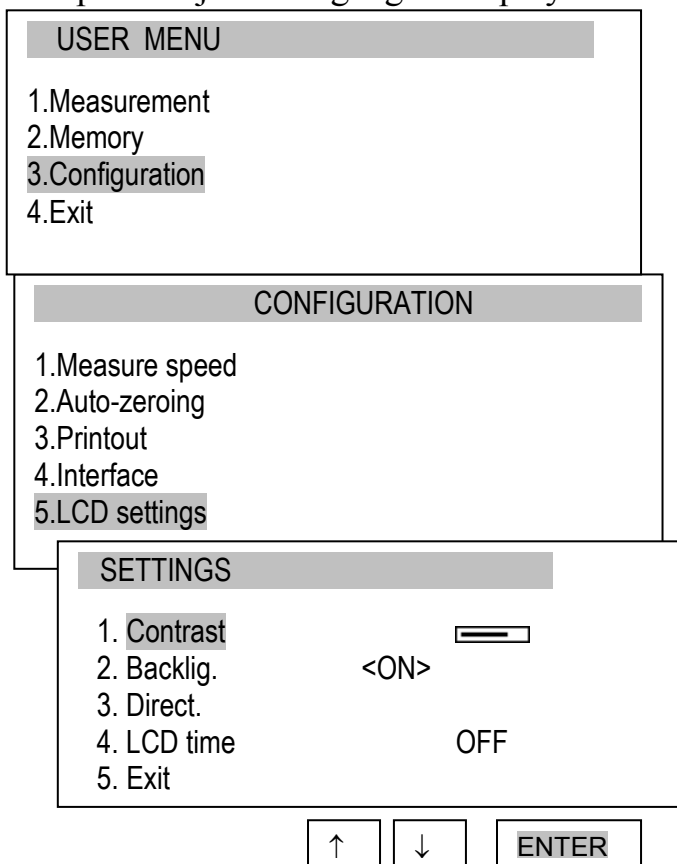 USER MENU
1.Measurement
2.Memory
3.Configuration
4.Exit
CONFIGURATION
1.Measure speed
2.Auto-zeroing
3.Printout
4.Interface
5.LCD settings
SETTINGS
1. Contrast
2. Backlig. <ON>
3. Direct.
4. LCD time OFF
5. Exit
↑ ↓ ENTER